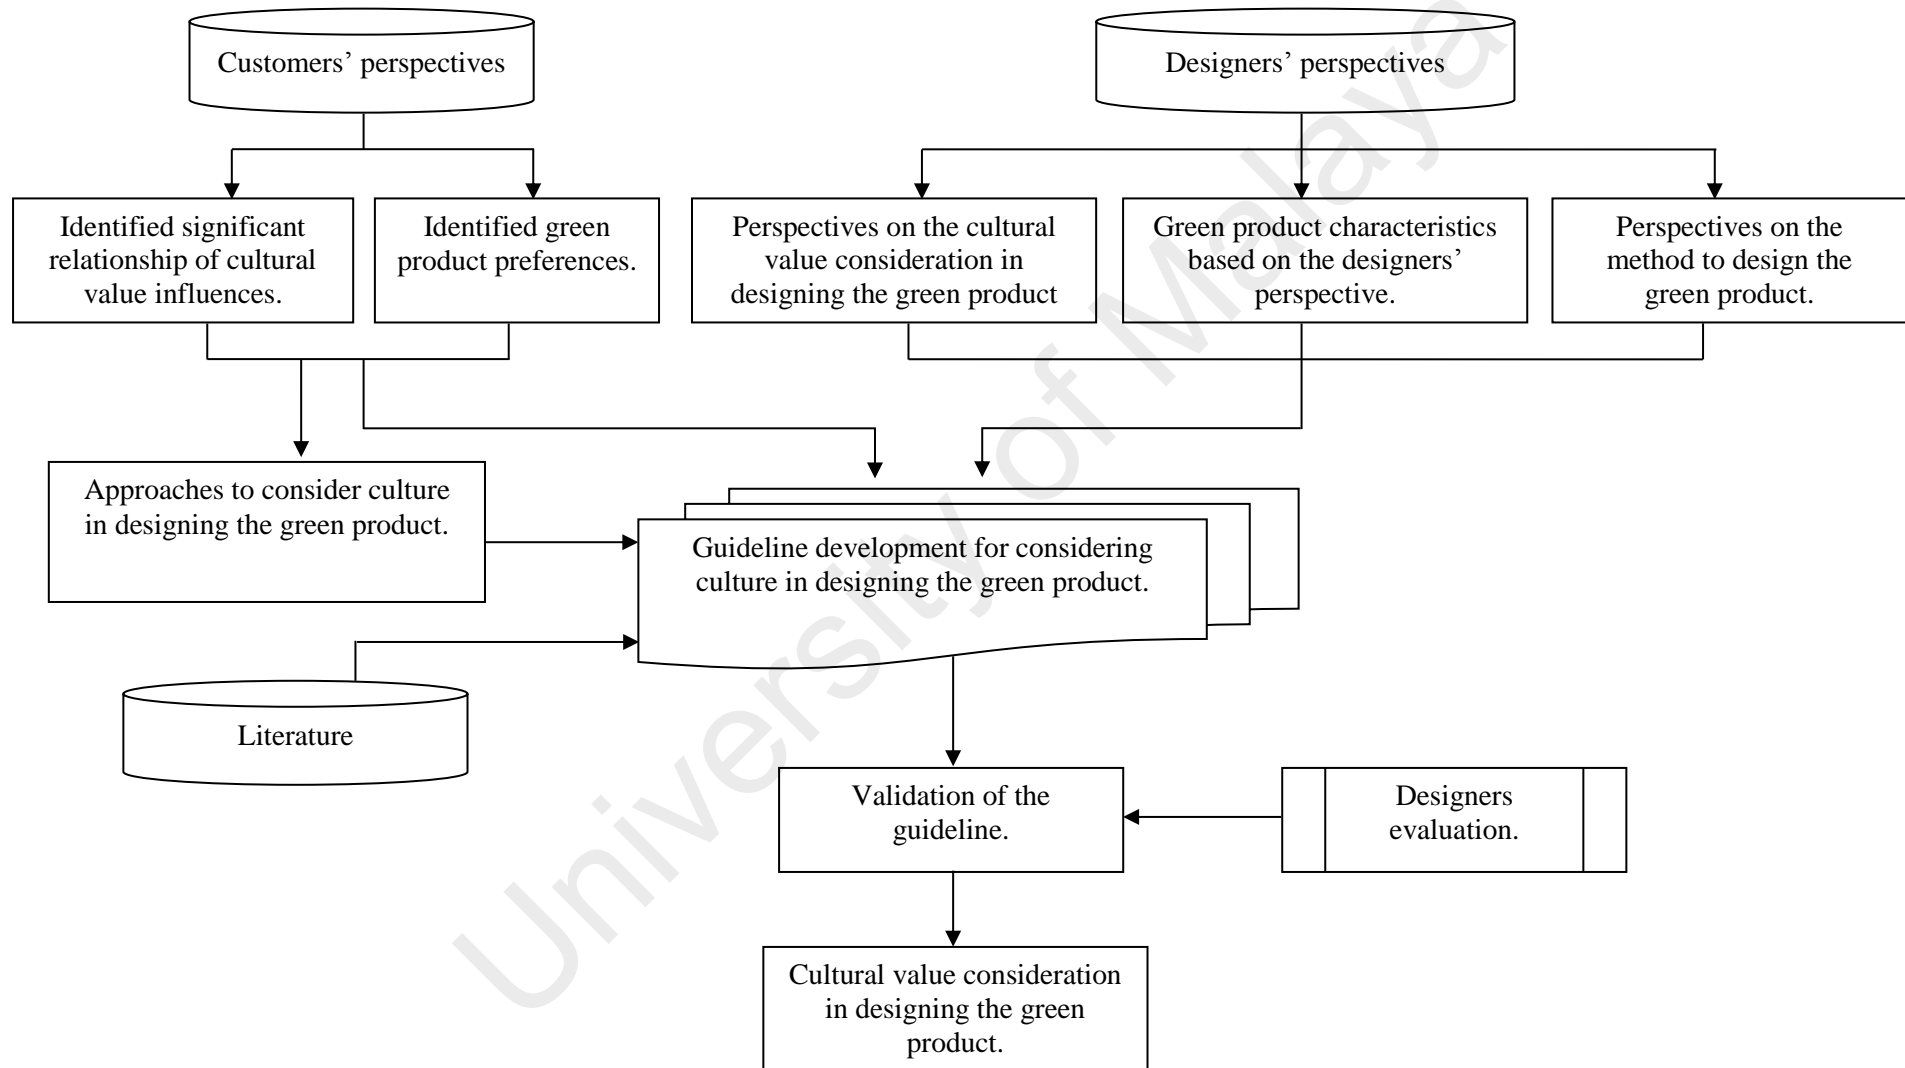 Customers’ perspectives
Designers’ perspectives
Identified significant
relationship of cultural
value influences.
Identified green
product preferences.
Perspectives on the cultural
value consideration in
designing the green product
Green product characteristics
based on the designers’
perspective.
Perspectives on the
method to design the
green product.
Approaches to consider culture
in designing the green product.
Guideline development for considering
culture in designing the green product.
Literature
Validation of the
guideline.
Designers
evaluation.
Cultural value consideration
in designing the green
product.
University of Malaya